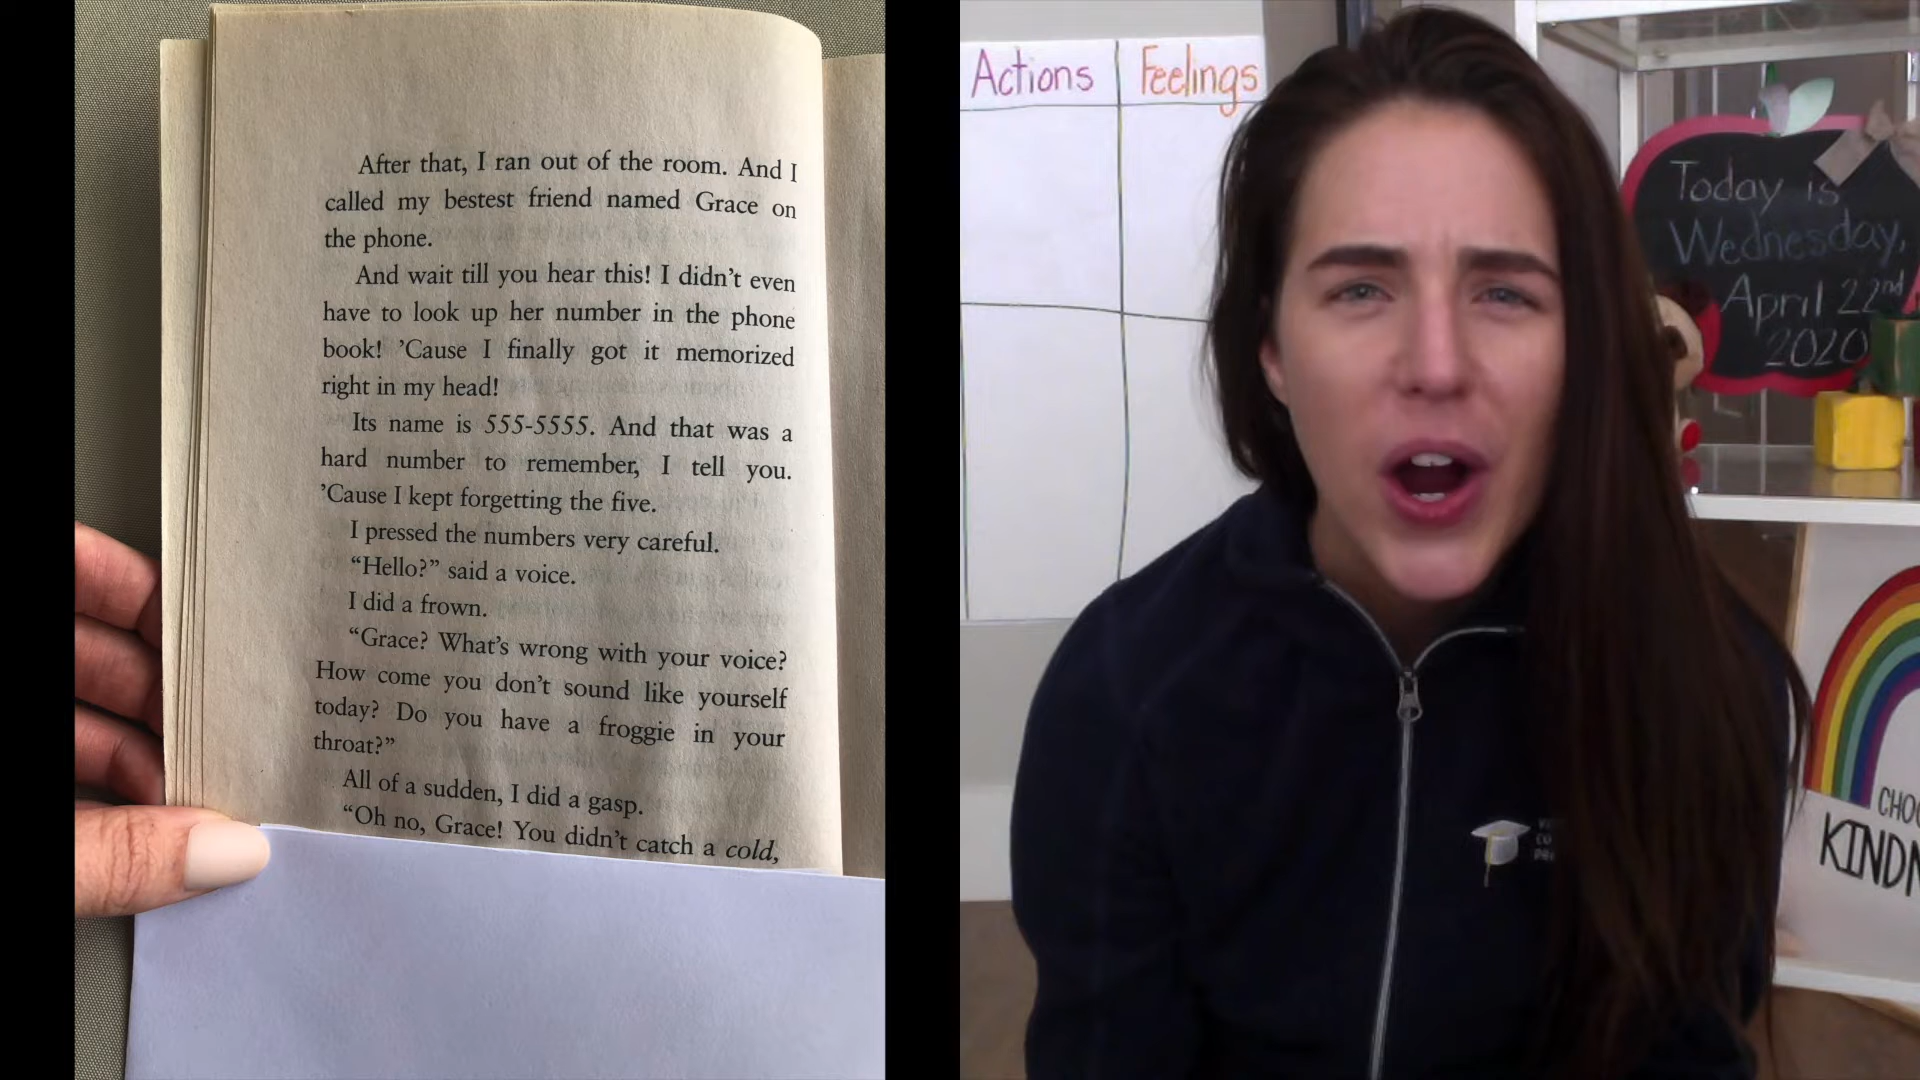 After that, I ran out of the room. And I
called my bestest friend named Grace on
the phone.
And wait till you hear this! I didn't even
have to look up her number in the phone
book! 'Cause I finally got it memorized
right in my head!
Its name is 555-5555. And that was a
hard number to remember, I tell you.
'Cause I kept forgetting the five.
I pressed the numbers very careful.
"Hello?" said a voice.
I did a frown.
"Grace? What's wrong with your voice?
How come you don't sound like yourself
today? Do you have a froggie in your
throat?"
All of a sudden, I did a gasp.
"Oh no, Grace! You didn't catch a cold,
Actions Feelings
Today is
Wednesday,
April 22nd
2020
CHOO
KINDN